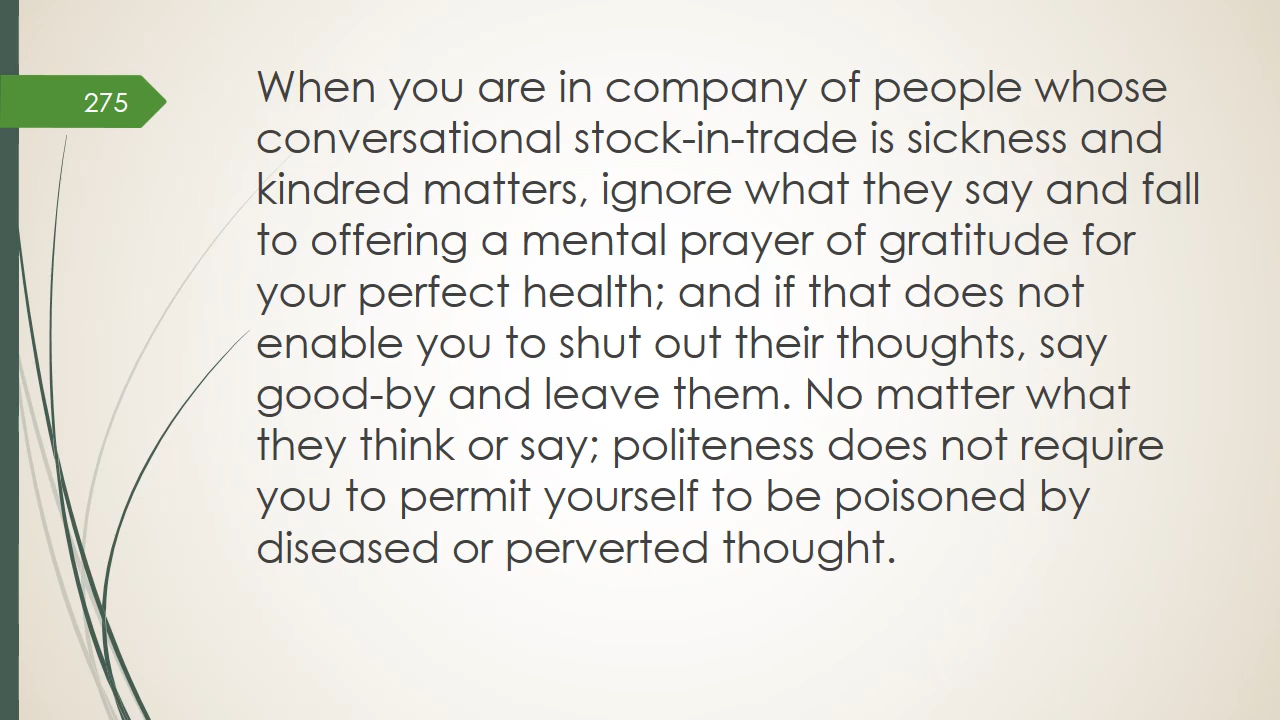 275
When you are in company of people whose
conversational stock-in-trade is sickness and
kindred matters, ignore what they say and fall
to offering a mental prayer of gratitude for
your perfect health; and if that does not
enable you to shut out their thoughts, say
good-by and leave them. No matter what
they think or say; politeness does not require
you to permit yourself to be poisoned by
diseased or perverted thought.